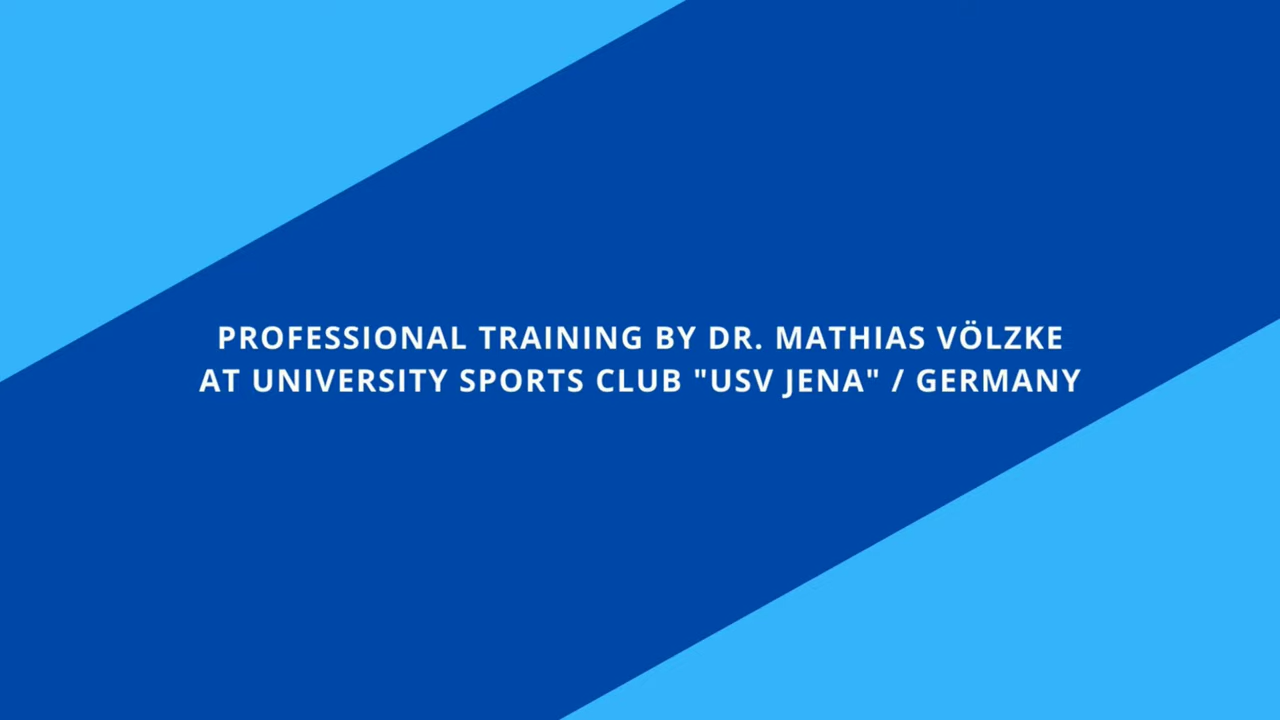 PROFESSIONAL TRAINING BY DR. MATHIAS VÖLZKE
AT UNIVERSITY SPORTS CLUB "USV JENA" / GERMANY